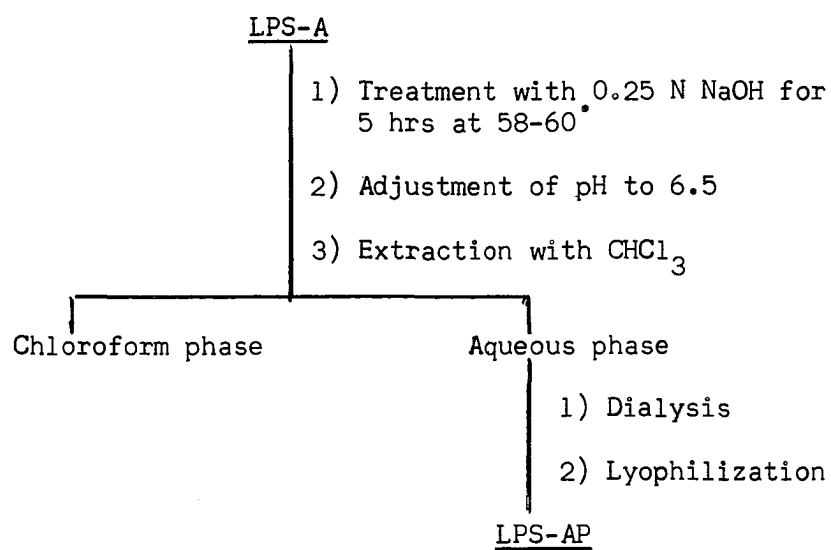 LPS-A
1) Treatment with 0.25 N NaOH for
5 hrs at 58-60°
2) Adjustment of pH to 6.5
3) Extraction with CHCl3
Chloroform phase
Aqueous phase
1) Dialysis
2) Lyophilization
LPS-AP